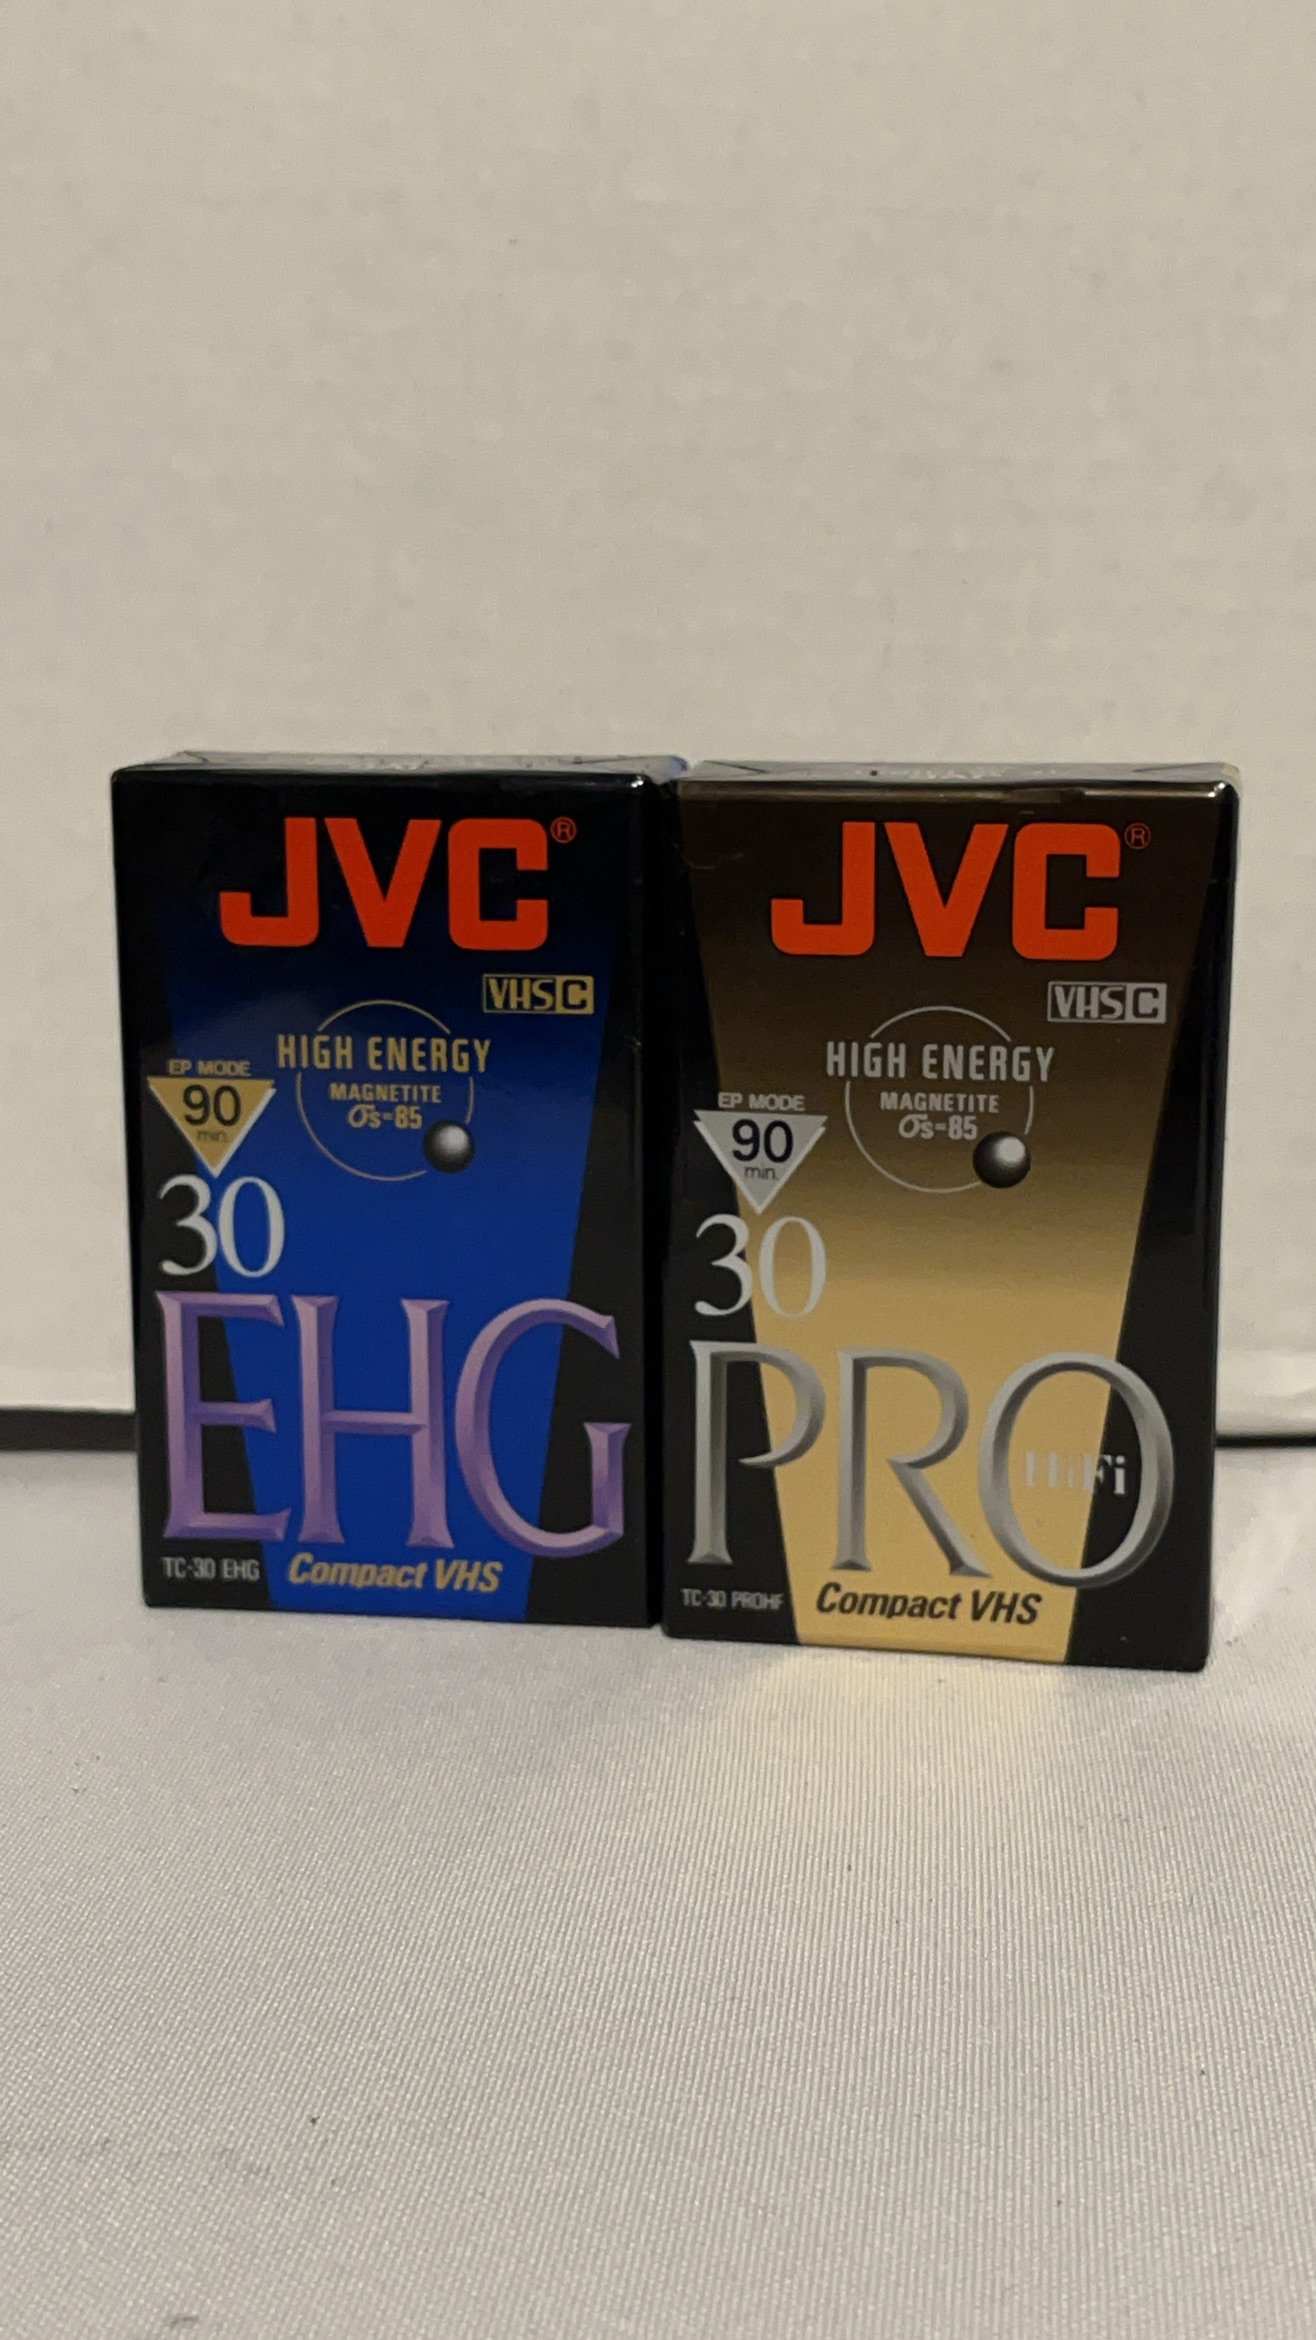 JVC®
VHS C
HIGH ENERGY
MAGNETITE
σs=85
EP MODE
90
min.
30
EHG
TC-30 EHG
Compact VHS
JVC®
VHS C
HIGH ENERGY
MAGNETITE
σs=85
EP MODE
90
min.
30
PRO
HiFi
TC-30 PROHF
Compact VHS